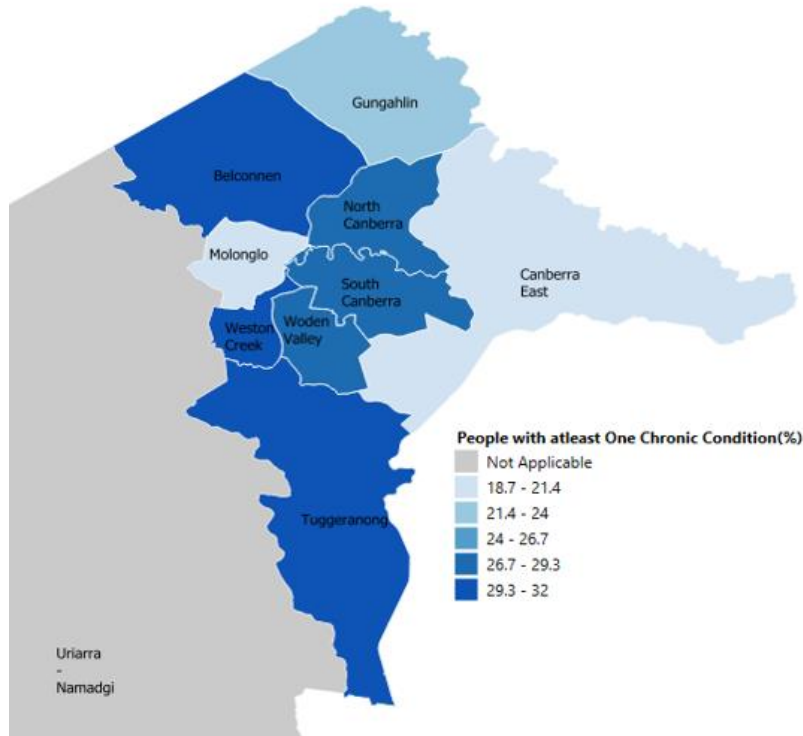 Gungahlin
Belconnen
North
Canberra
Molonglo
Canberra
East
South
Canberra
Weston
Creek
Woden
Valley
People with atleast One Chronic Condition(%)
Not Applicable
18.7 - 21.4
21.4 - 24
24 - 26.7
26.7 - 29.3
29.3 - 32
Tuggeranong
Uriarra
-
Namadgi